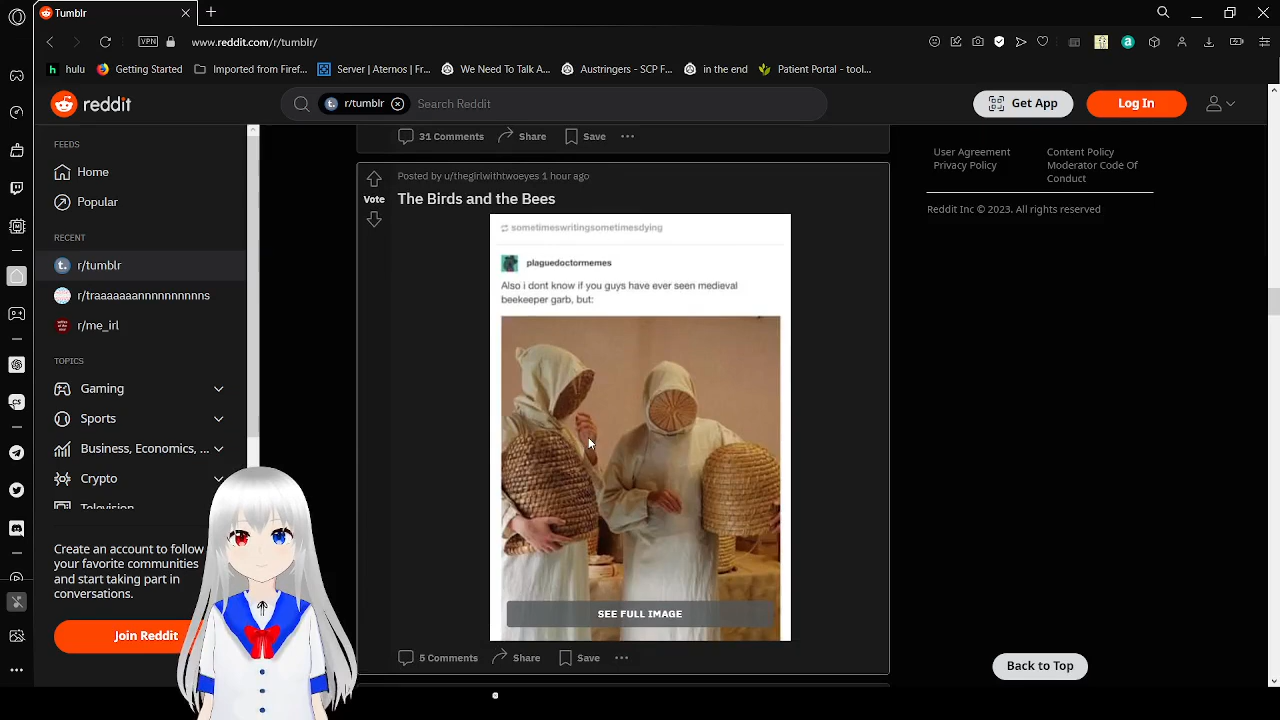 Tumblr
VPN
www.reddit.com/r/tumblr/
hulu
Getting Started
Imported from Firef...
Server | Aternos | Fr...
We Need To Talk A...
Austringers - SCP F...
in the end
Patient Portal - tool...
reddit
r/tumblr
Search Reddit
Get App
Log In
FEEDS
Home
Popular
RECENT
r/tumblr
r/traaaaaaannnnnnnnnns
r/me_irl
TOPICS
Gaming
Sports
Business, Economics, ...
Crypto
Television
Create an account to follow
your favorite communities
and start taking part in
conversations.
Join Reddit
31 Comments
Share
Save
Posted by u/thegirlwithtwoeyes 1 hour ago
Vote
The Birds and the Bees
sometimeswritingsometimesdying
plaguedoctormemes
Also i dont know if you guys have ever seen medieval
beekeeper garb, but:
SEE FULL IMAGE
5 Comments
Share
Save
User Agreement
Privacy Policy
Content Policy
Moderator Code Of
Conduct
Reddit Inc © 2023. All rights reserved
Back to Top